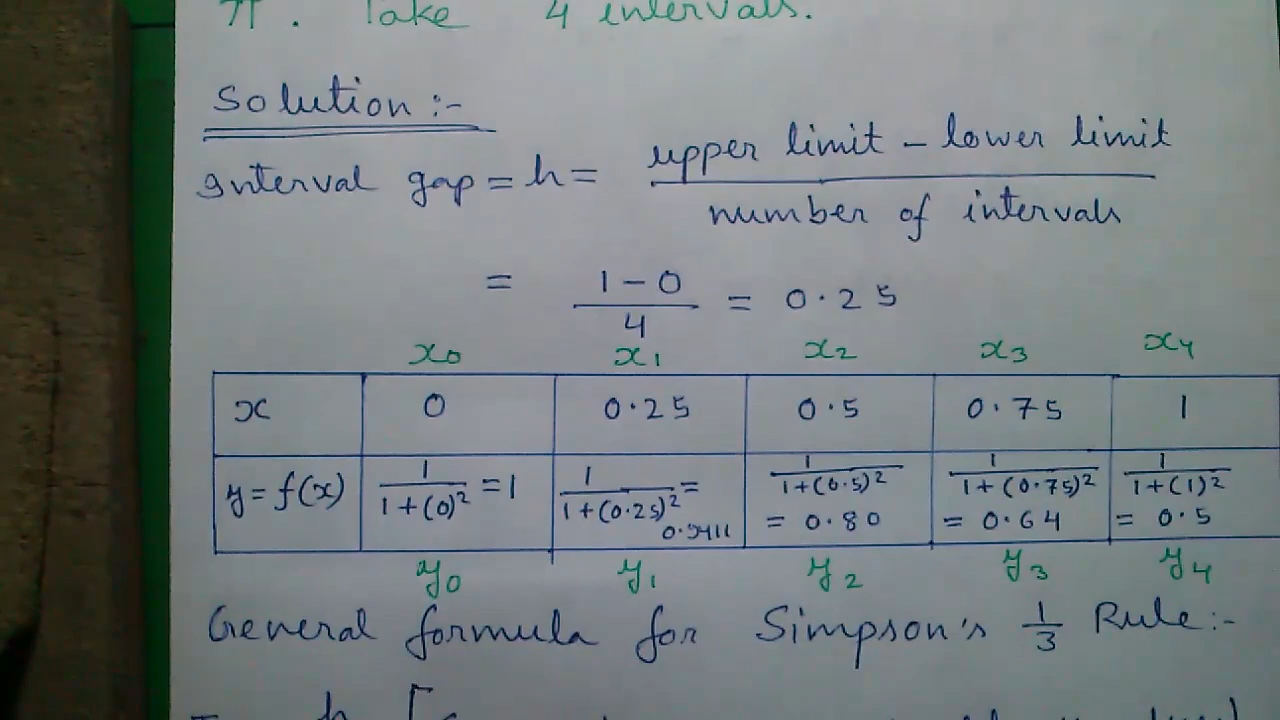 π. Take 4 intervals.
Solution :-
Interval gap = h = upper limit - lower limit
number of intervals
= 1 - 0 / 4 = 0.25
x0 x1 x2 x3 x4
x 0 0.25 0.5 0.75 1
y = f(x) 1/1+(0)² = 1 1/1+(0.25)² = 0.9411 1/1+(0.5)² = 0.80 1/1+(0.75)² = 0.64 1/1+(1)² = 0.5
y0 y1 y2 y3 y4
General formula for Simpson's 1/3 Rule:-